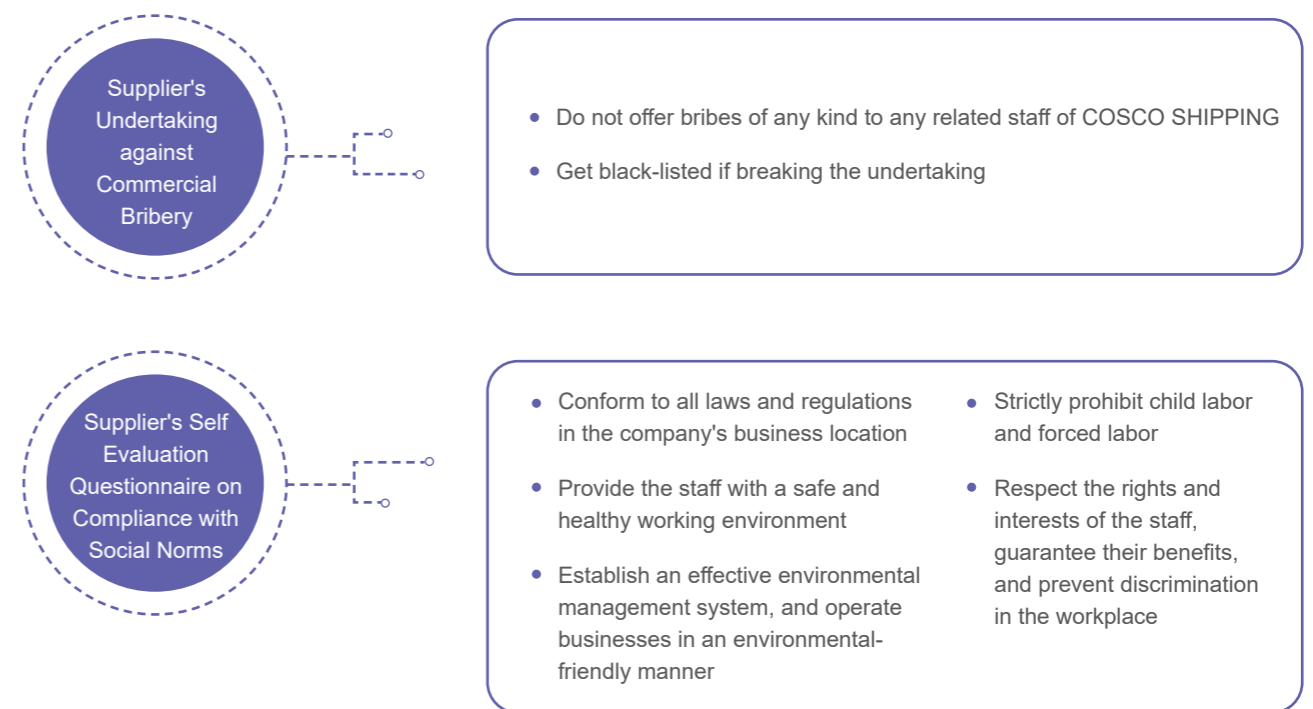 Supplier's
Undertaking
against
Commercial
Bribery
• Do not offer bribes of any kind to any related staff of COSCO SHIPPING
• Get black-listed if breaking the undertaking
Supplier's Self
Evaluation
Questionnaire on
Compliance with
Social Norms
• Conform to all laws and regulations
in the company's business location
• Provide the staff with a safe and
healthy working environment
• Establish an effective environmental
management system, and operate
businesses in an environmental-
friendly manner
• Strictly prohibit child labor
and forced labor
• Respect the rights and
interests of the staff,
guarantee their benefits,
and prevent discrimination
in the workplace